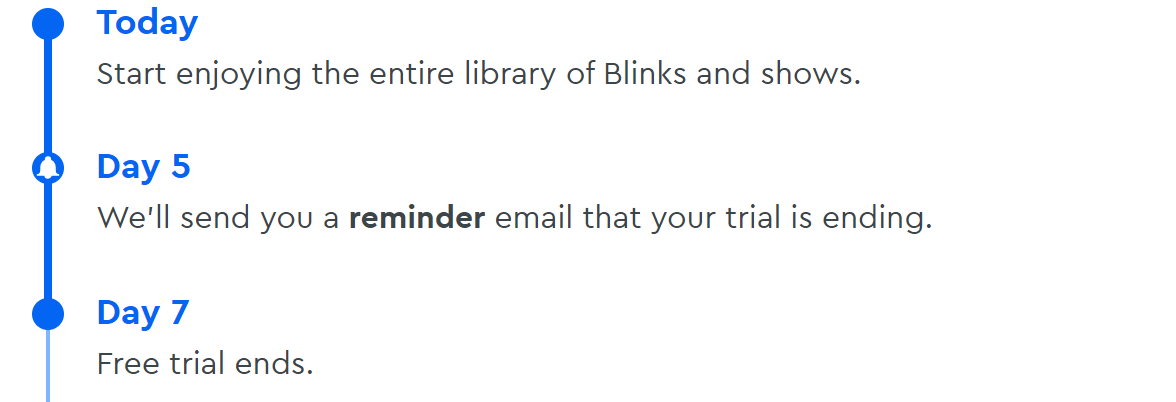 Today
Start enjoying the entire library of Blinks and shows.
Day 5
We'll send you a reminder email that your trial is ending.
Day 7
Free trial ends.